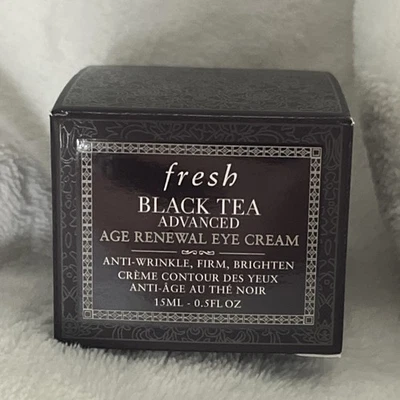 fresh
BLACK TEA
ADVANCED
AGE RENEWAL EYE CREAM
ANTI-WRINKLE, FIRM, BRIGHTEN
CRÈME CONTOUR DES YEUX
ANTI-ÂGE AU THÉ NOIR
15ML - 0.5FL OZ